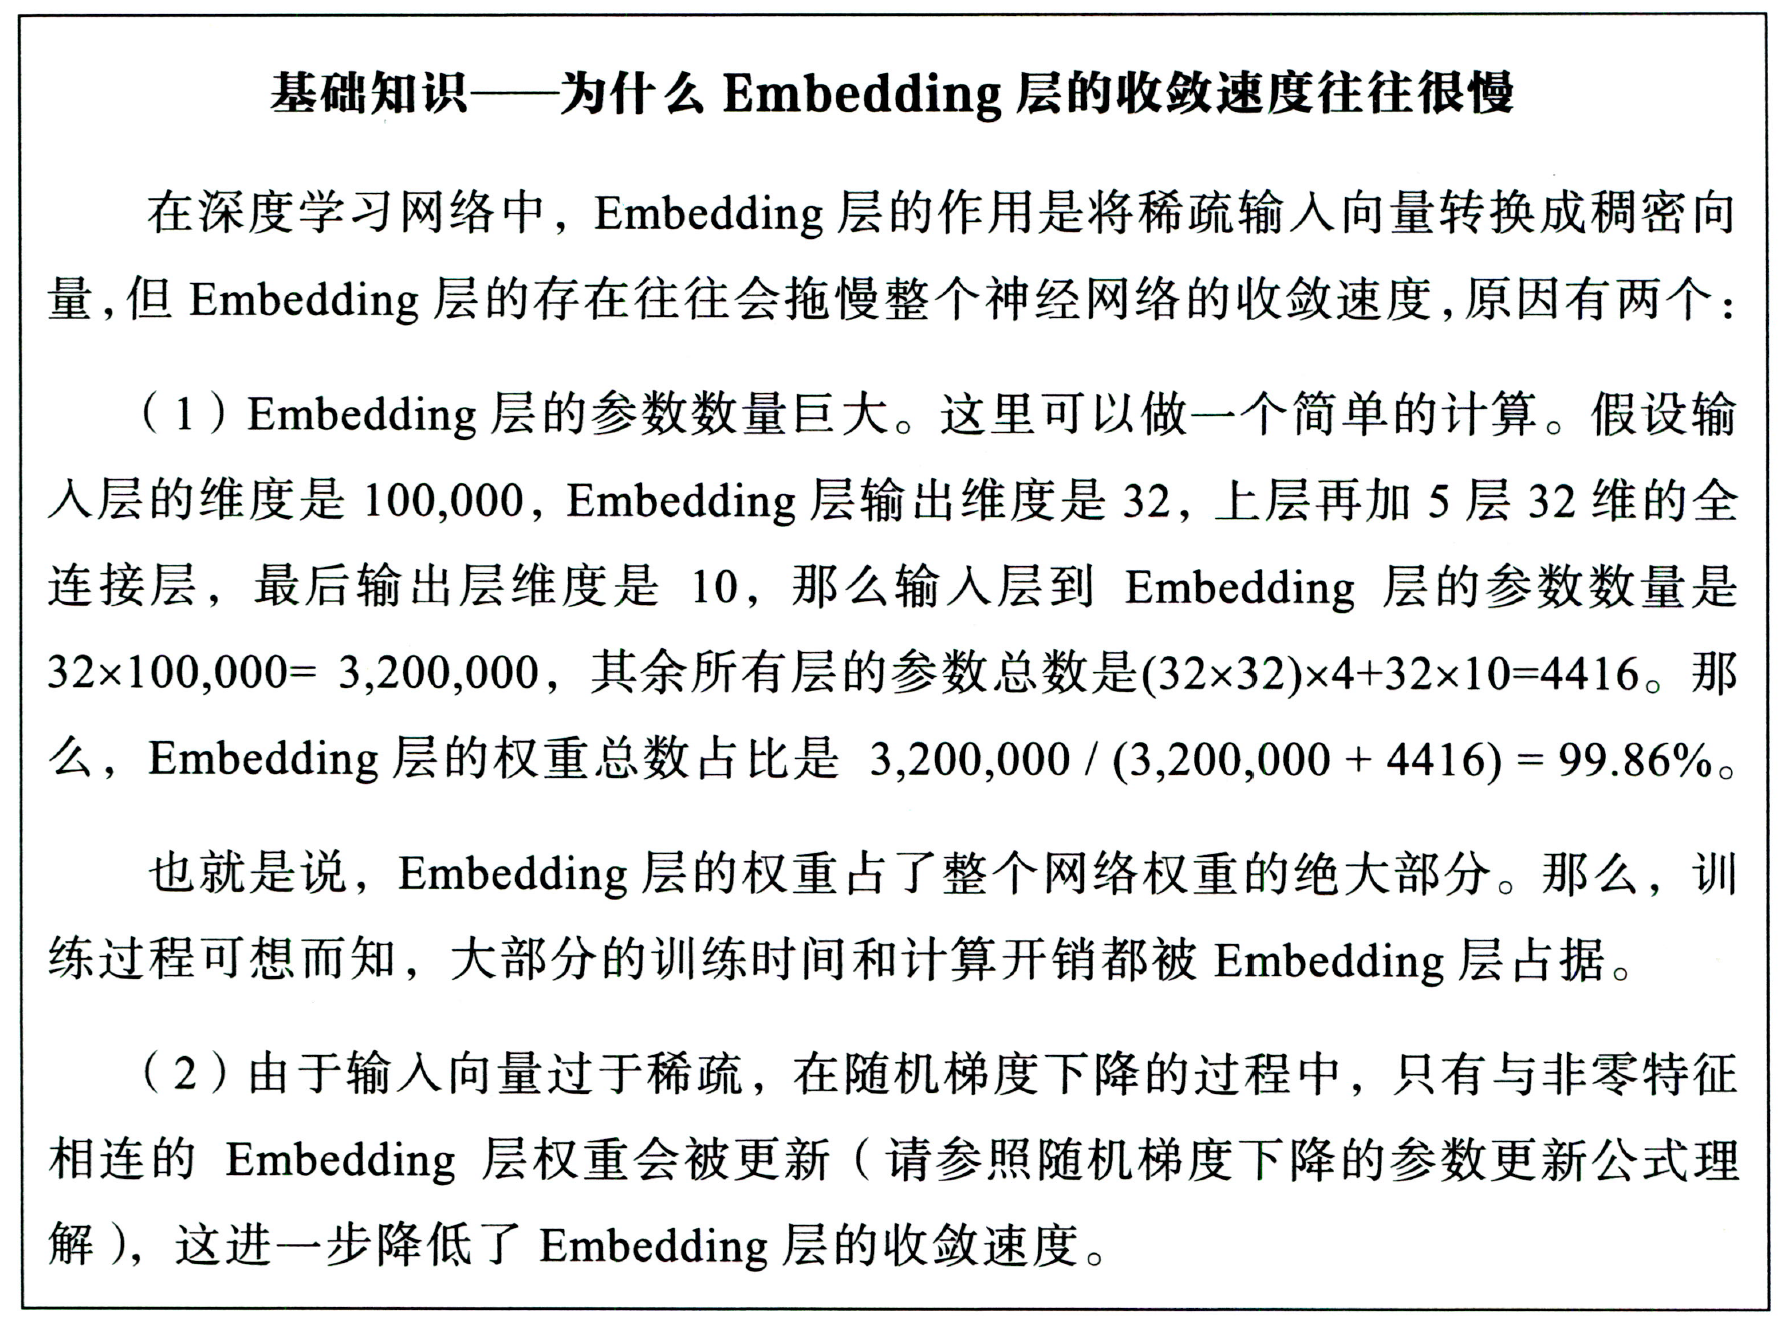 基础知识——为什么 Embedding 层的收敛速度往往很慢
在深度学习网络中，Embedding 层的作用是将稀疏输入向量转换成稠密向
量，但 Embedding 层的存在往往会拖慢整个神经网络的收敛速度，原因有两个：
（1）Embedding 层的参数数量巨大。这里可以做一个简单的计算。假设输
入层的维度是 100,000，Embedding 层输出维度是 32，上层再加 5 层 32 维的全
连接层，最后输出层维度是 10，那么输入层到 Embedding 层的参数数量是
32×100,000= 3,200,000，其余所有层的参数总数是(32×32)×4+32×10=4416。那
么，Embedding 层的权重总数占比是 3,200,000 / (3,200,000 + 4416) = 99.86%。
也就是说，Embedding 层的权重占了整个网络权重的绝大部分。那么，训
练过程可想而知，大部分的训练时间和计算开销都被 Embedding 层占据。
（2）由于输入向量过于稀疏，在随机梯度下降的过程中，只有与非零特征
相连的 Embedding 层权重会被更新（请参照随机梯度下降的参数更新公式理
解），这进一步降低了 Embedding 层的收敛速度。